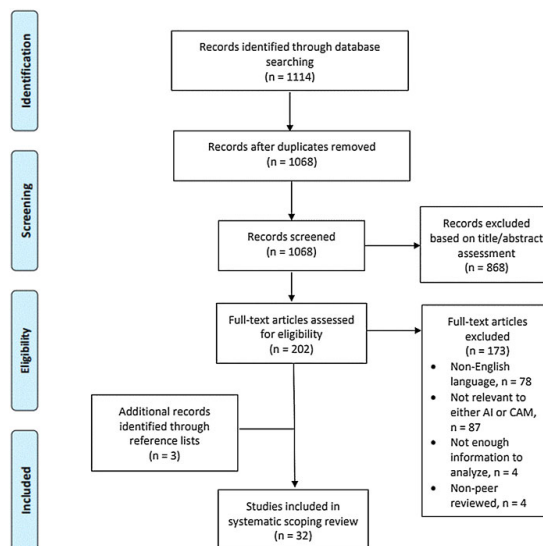 Identification
Records identified through database
searching
(n = 1114)
Records after duplicates removed
(n = 1068)
Screening
Records screened
(n = 1068)
Records excluded
based on title/abstract
assessment
(n = 868)
Eligibility
Full-text articles assessed
for eligibility
(n = 202)
Full-text articles
excluded
(n = 173)
• Non-English
language, n = 78
• Not relevant to
either AI or CAM,
n = 87
• Not enough
information to
analyze, n = 4
• Non-peer
reviewed, n = 4
Additional records
identified through
reference lists
(n = 3)
Included
Studies included in
systematic scoping review
(n = 32)